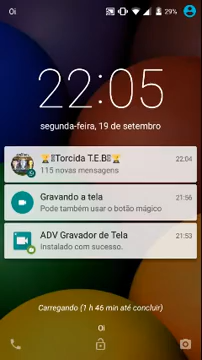 Oi 29%
22:05
segunda-feira, 19 de setembro
🏆Torcida T.E.B🏆 22:04
115 novas mensagens
Gravando a tela 21:56
Pode também usar o botão mágico
ADV Gravador de Tela 21:53
Instalado com sucesso.
Carregando (1 h 46 min até concluir)
Oi